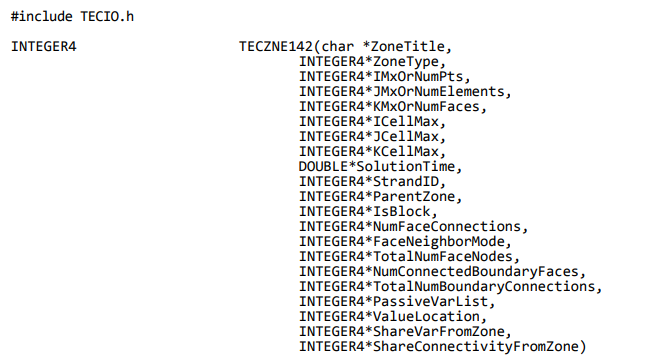 #include TECIO.h
INTEGER4 TECZNE142(char *ZoneTitle,
INTEGER4*ZoneType,
INTEGER4*IMxOrNumPts,
INTEGER4*JMxOrNumElements,
INTEGER4*KMxOrNumFaces,
INTEGER4*ICellMax,
INTEGER4*JCellMax,
INTEGER4*KCellMax,
DOUBLE*SolutionTime,
INTEGER4*StrandID,
INTEGER4*ParentZone,
INTEGER4*IsBlock,
INTEGER4*NumFaceConnections,
INTEGER4*FaceNeighborMode,
INTEGER4*TotalNumFaceNodes,
INTEGER4*NumConnectedBoundaryFaces,
INTEGER4*TotalNumBoundaryConnections,
INTEGER4*PassiveVarList,
INTEGER4*ValueLocation,
INTEGER4*ShareVarFromZone,
INTEGER4*ShareConnectivityFromZone)